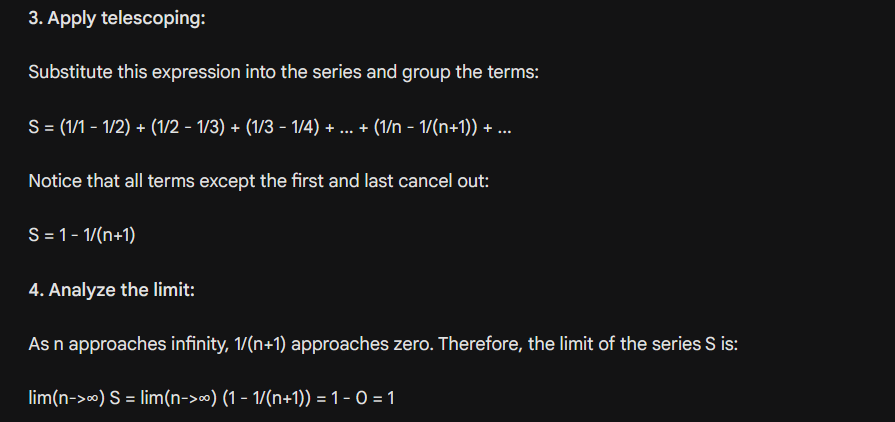 3. Apply telescoping:
Substitute this expression into the series and group the terms:
S = (1/1 - 1/2) + (1/2 - 1/3) + (1/3 - 1/4) + ... + (1/n - 1/(n+1)) + ...
Notice that all terms except the first and last cancel out:
S = 1 - 1/(n+1)
4. Analyze the limit:
As n approaches infinity, 1/(n+1) approaches zero. Therefore, the limit of the series S is:
lim(n->∞) S = lim(n->∞) (1 - 1/(n+1)) = 1 - 0 = 1